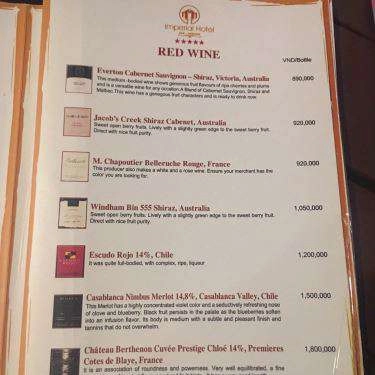 Imperial Hotel
★★★★★
RED WINE
VND/Bottle
Everton Cabernet Sauvignon – Shiraz, Victoria, Australia 890,000
This medium-bodied wine shows generous flavours of ripe cherries and plums
and is a versatile wine for any occation A Blend of Cabernet Sauvignon, Shiraz and
Malbec.This wine has a generous fruit characters and is ready to drink now.
Jacob's Creek Shiraz Cabenet, Australia 920,000
Sweet open berry fruits. Lively with a slightly green edge to the sweet berry fruit.
Direct with nice fruit purity.
M. Chapoutier Belleruche Rouge, France 920,000
This producer also makes a white and a rose wine. Ensure your merchant has the
color you are looking for.
Windham Bin 555 Shiraz, Australia 1,050,000
Sweet open berry fruits. Lively with a slightly green edge to the sweet berry fruit.
Direct with nice fruit purity.
Escudo Rojo 14%, Chile 1,200,000
It was quite full-bodied, with complex, ripe, liqueur
Casablanca Nimbus Merlot 14,8%, Casablanca Valley, Chile 1,500,000
This Merlot has a highly concentrated violet color and a seductively refreshing nose
of clove and blueberry. Black fruit persists in the palate as the blueberries soften
into an infusion flavor. Its body is medium with a subtle and pleasant finish and
tannins that do not overwhelm.
Château Berthenon Cuvée Prestige Chloé 14%, Premieres 1,800,000
Cotes de Blaye, France
It is an association of roundness and powerness. Very well equilibrated, a fine